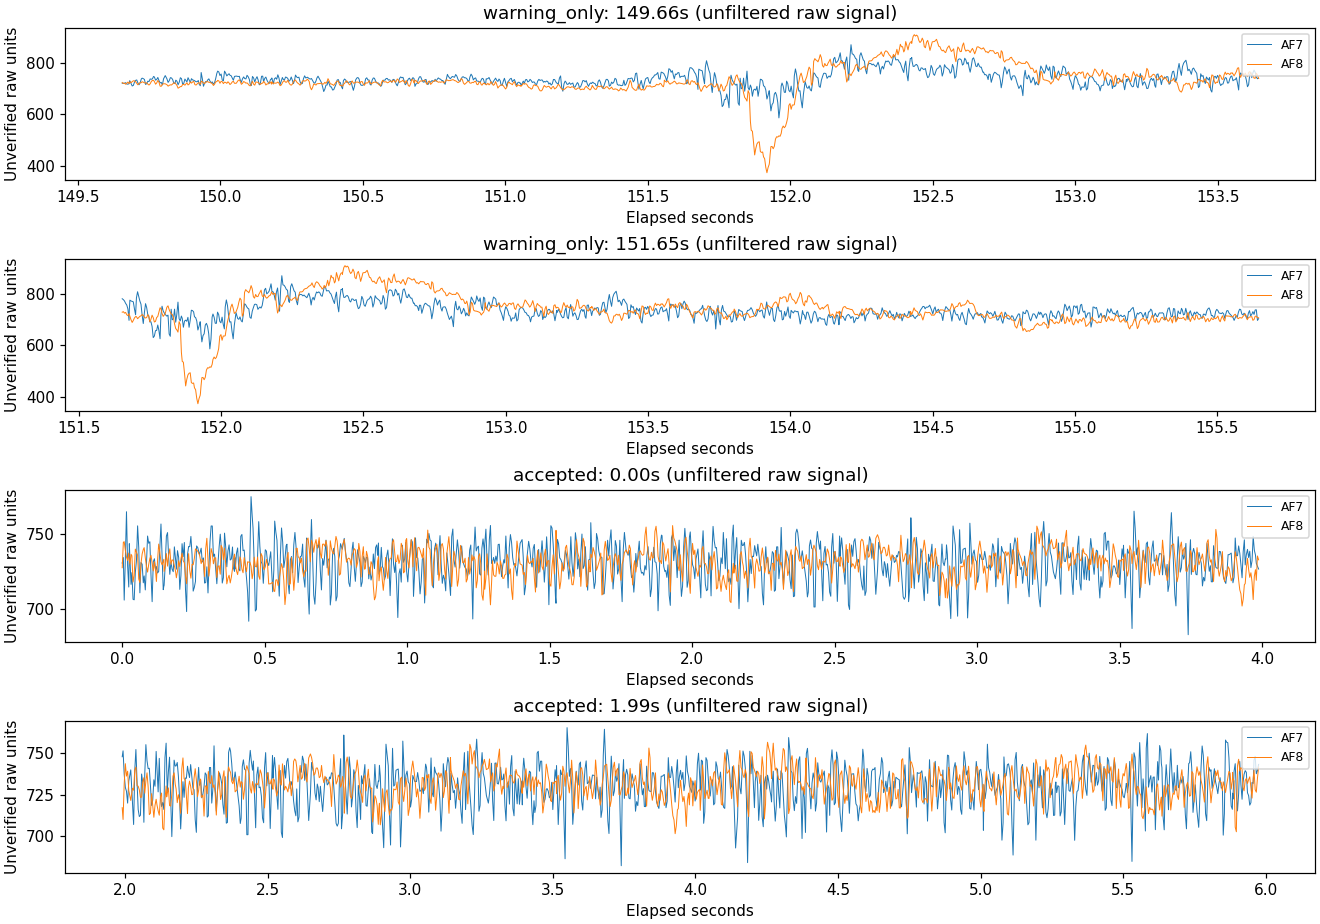 warning_only: 149.66s (unfiltered raw signal)
Unverified raw units
800
600
400
AF7
AF8
149.5 150.0 150.5 151.0 151.5 152.0 152.5 153.0 153.5
Elapsed seconds
warning_only: 151.65s (unfiltered raw signal)
Unverified raw units
800
600
400
AF7
AF8
151.5 152.0 152.5 153.0 153.5 154.0 154.5 155.0 155.5
Elapsed seconds
accepted: 0.00s (unfiltered raw signal)
Unverified raw units
750
700
AF7
AF8
0.0 0.5 1.0 1.5 2.0 2.5 3.0 3.5 4.0
Elapsed seconds
accepted: 1.99s (unfiltered raw signal)
Unverified raw units
750
725
700
AF7
AF8
2.0 2.5 3.0 3.5 4.0 4.5 5.0 5.5 6.0
Elapsed seconds